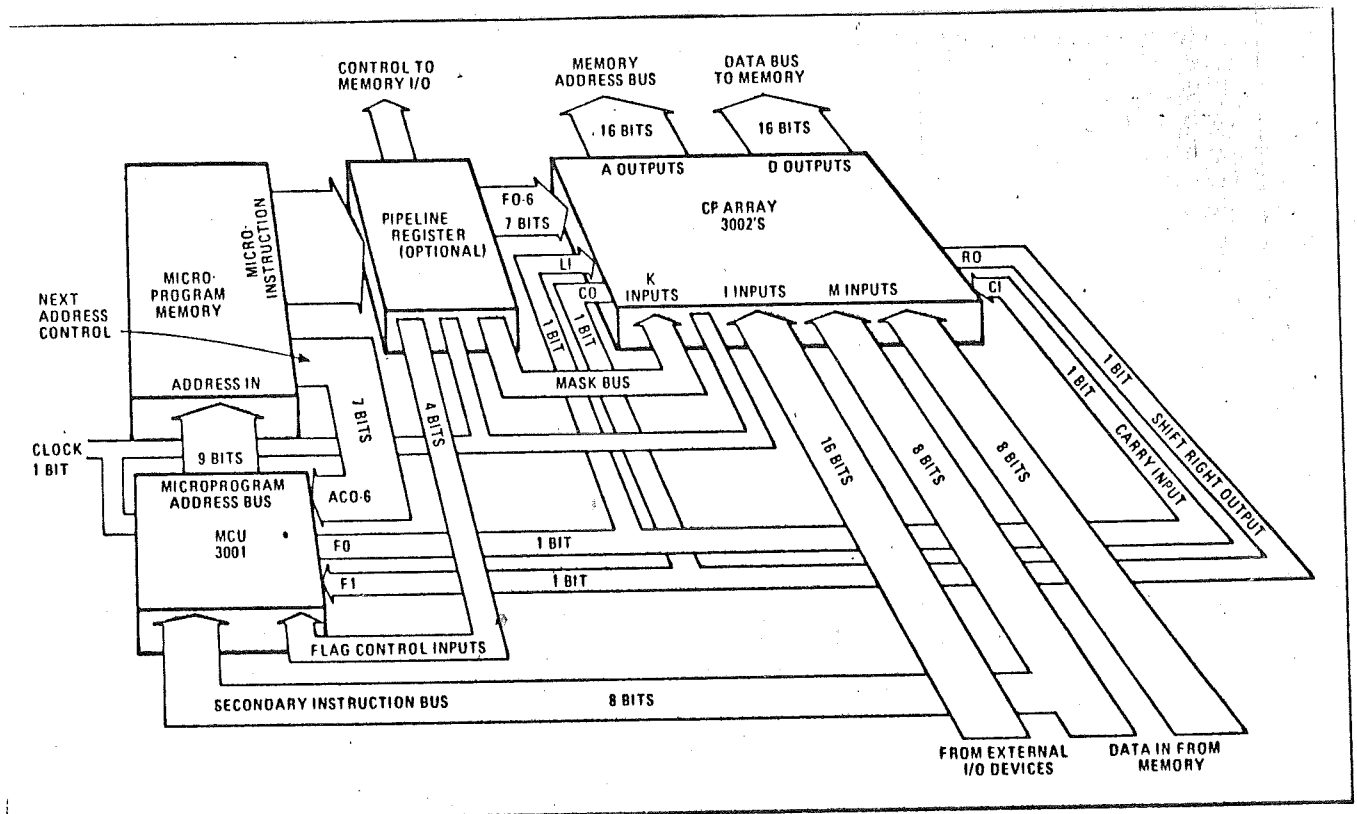 CONTROL TO
MEMORY I/O
MEMORY
ADDRESS BUS
DATA BUS
TO MEMORY
16 BITS
16 BITS
A OUTPUTS
D OUTPUTS
MICRO-
INSTRUCTION
F0-6
7 BITS
CP ARRAY
3002'S
PIPELINE
REGISTER
(OPTIONAL)
MICRO-
PROGRAM
MEMORY
NEXT
ADDRESS
CONTROL
LI
CO
K
INPUTS
I INPUTS
M INPUTS
RO
CI
1 BIT
1 BIT
MASK BUS
ADDRESS IN
7 BITS
4 BITS
1 BIT
SHIFT RIGHT OUTPUT
1 BIT
CARRY INPUT
16 BITS
8 BITS
8 BITS
CLOCK
1 BIT
9 BITS
MICROPROGRAM
ADDRESS BUS
AC0-6
MCU
3001
F0
1 BIT
F1
1 BIT
FLAG CONTROL INPUTS
SECONDARY INSTRUCTION BUS
8 BITS
FROM EXTERNAL
I/O DEVICES
DATA IN FROM
MEMORY